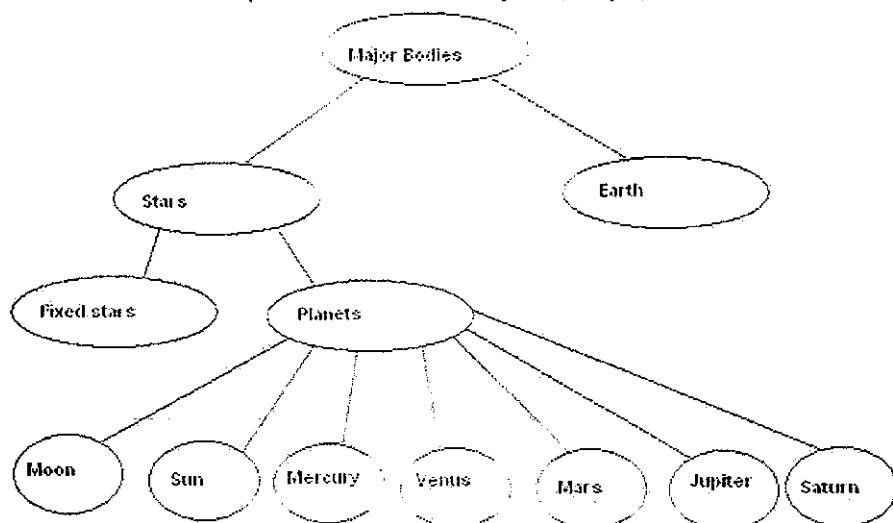 Major Bodies
Stars
Earth
Fixed stars
Planets
Moon
Sun
Mercury
Venus
Mars
Jupiter
Saturn